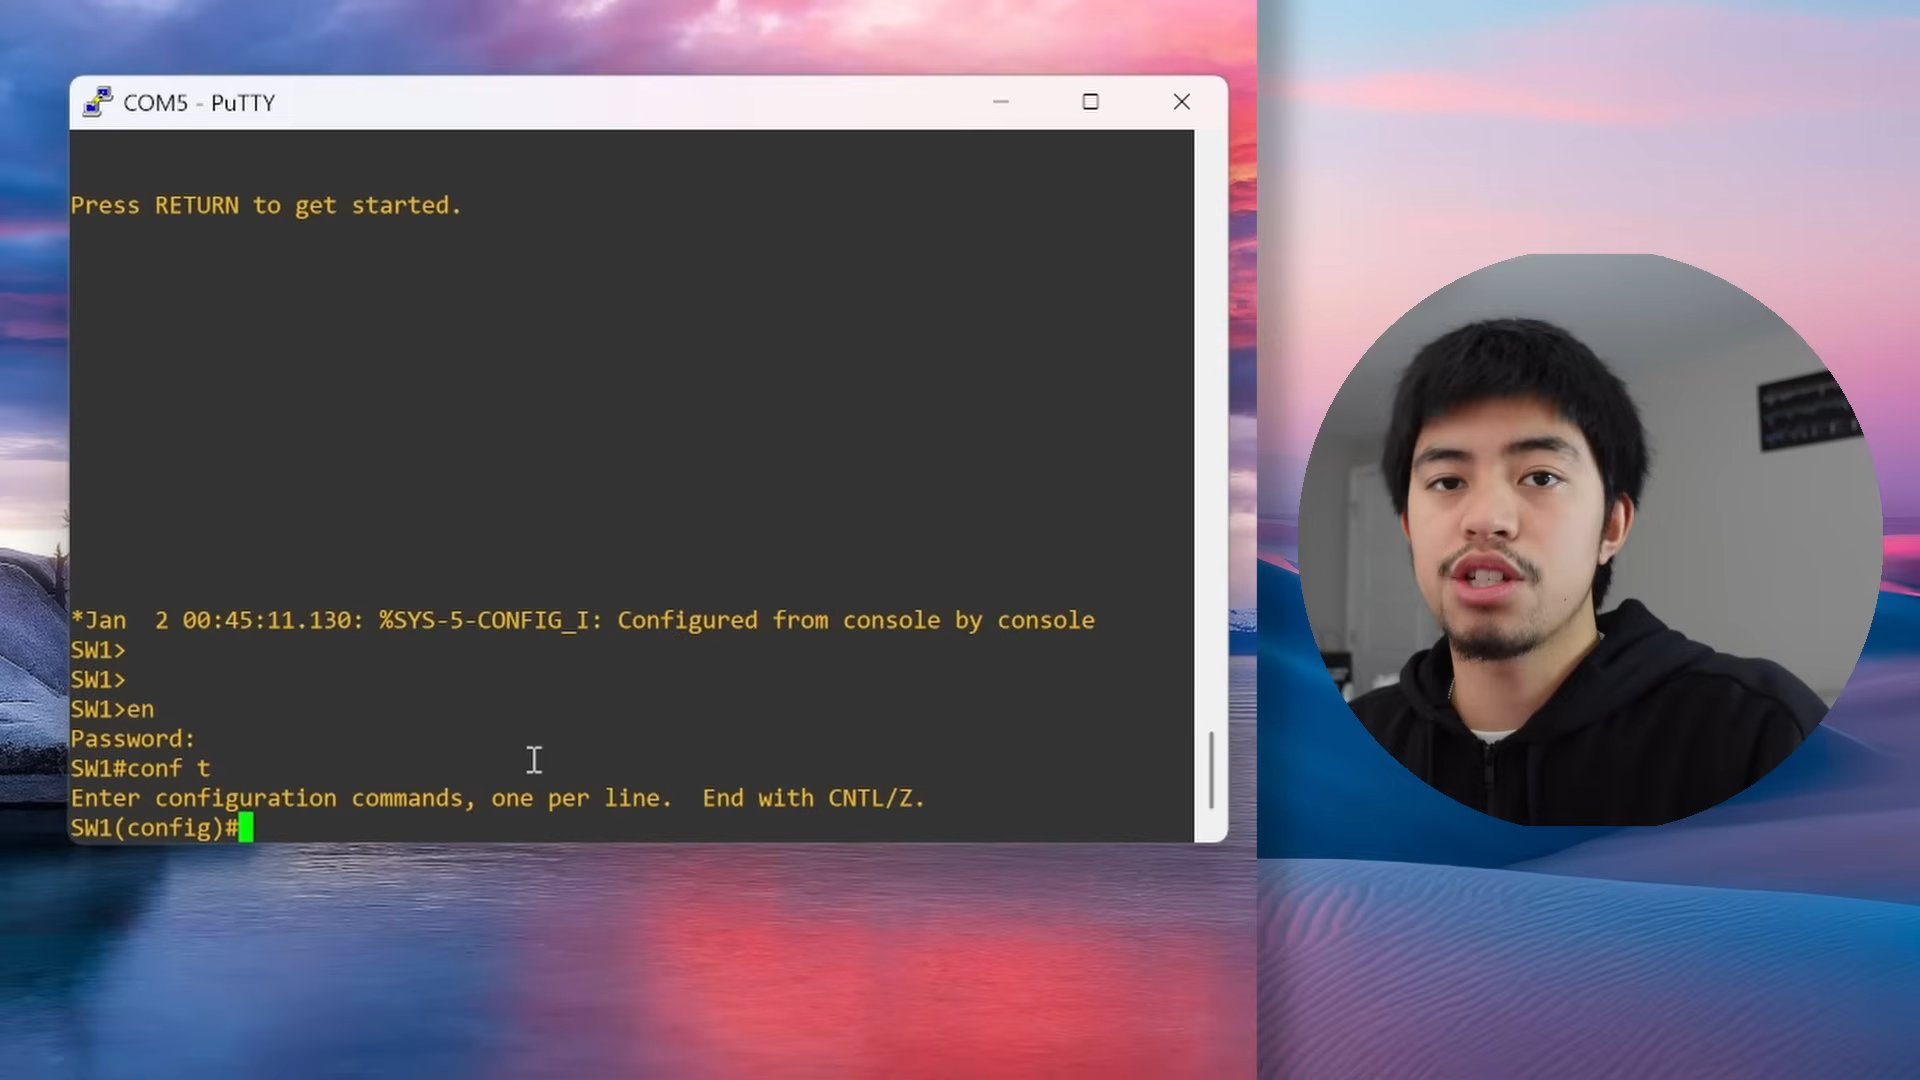 COM5 - PuTTY
Press RETURN to get started.
*Jan  2 00:45:11.130: %SYS-5-CONFIG_I: Configured from console by console
SW1>
SW1>
SW1>en
Password:
SW1#conf t
Enter configuration commands, one per line.  End with CNTL/Z.
SW1(config)#